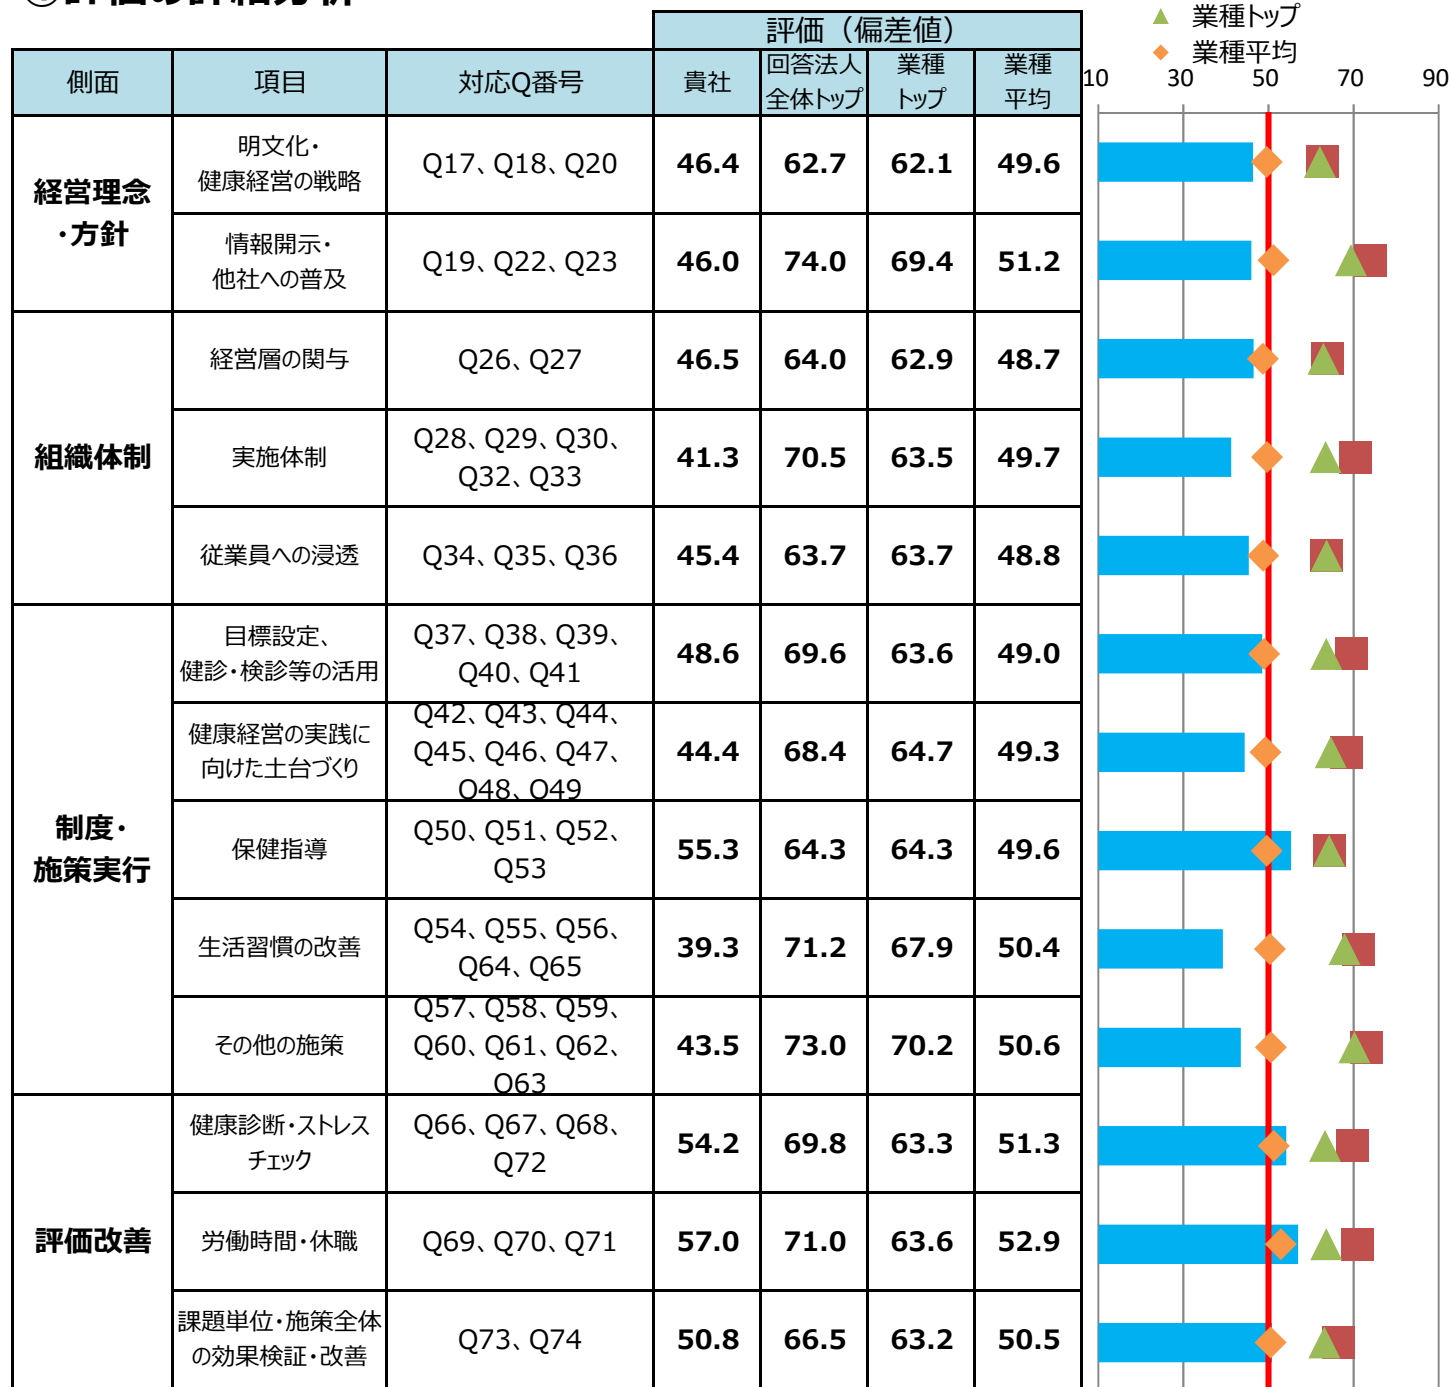 評価（偏差値）
側面 項目 対応Q番号 貴社 回答法人 全体トップ 業種 トップ 業種 平均
▲ 業種トップ
◆ 業種平均
10 30 50 70 90
経営理念
・方針
明文化・
健康経営の戦略
Q17、Q18、Q20
46.4 62.7 62.1 49.6
情報開示・
他社への普及
Q19、Q22、Q23
46.0 74.0 69.4 51.2
組織体制
経営層の関与
Q26、Q27
46.5 64.0 62.9 48.7
実施体制
Q28、Q29、Q30、
Q32、Q33
41.3 70.5 63.5 49.7
従業員への浸透
Q34、Q35、Q36
45.4 63.7 63.7 48.8
制度・
施策実行
目標設定、
健診・検診等の活用
Q37、Q38、Q39、
Q40、Q41
48.6 69.6 63.6 49.0
健康経営の実践に
向けた土台づくり
Q42、Q43、Q44、
Q45、Q46、Q47、
Q48、Q49
44.4 68.4 64.7 49.3
保健指導
Q50、Q51、Q52、
Q53
55.3 64.3 64.3 49.6
生活習慣の改善
Q54、Q55、Q56、
Q64、Q65
39.3 71.2 67.9 50.4
その他の施策
Q57、Q58、Q59、
Q60、Q61、Q62、
Q63
43.5 73.0 70.2 50.6
評価改善
健康診断・ストレス
チェック
Q66、Q67、Q68、
Q72
54.2 69.8 63.3 51.3
労働時間・休職
Q69、Q70、Q71
57.0 71.0 63.6 52.9
課題単位・施策全体
の効果検証・改善
Q73、Q74
50.8 66.5 63.2 50.5